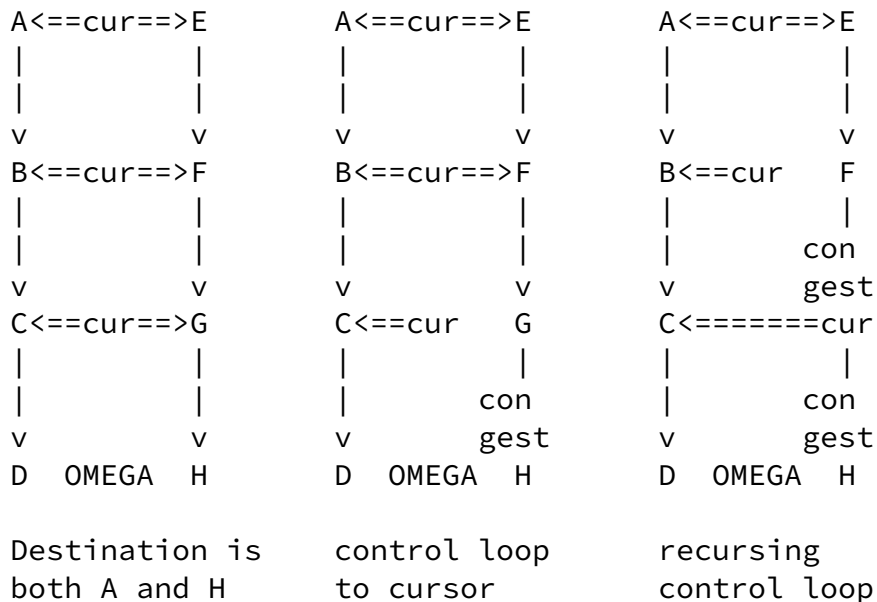 A<==cur==>E    A<==cur==>E    A<==cur==>E
|         |    |         |    |         |
|         |    |         |    |         |
v         v    v         v    v         v
B<==cur==>F    B<==cur==>F    B<==cur   F
|         |    |         |    |         |
|         |    |         |    |       con
v         v    v         v    v       gest
C<==cur==>G    C<==cur   G    C<=======cur
|         |    |         |    |         |
|         |    |       con    |       con
v         v    v       gest   v       gest
D  OMEGA  H    D  OMEGA  H    D  OMEGA  H

Destination is    control loop    recursing
both A and H      to cursor       control loop